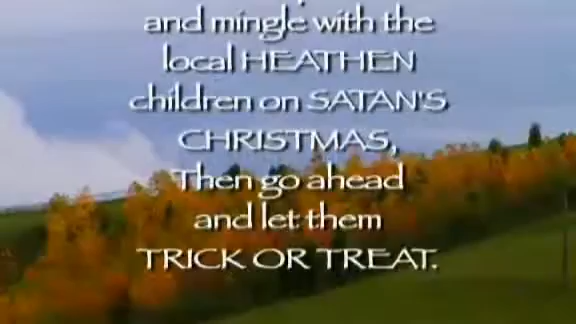 and mingle with the
local HEATHEN
children on SATAN'S
CHRISTMAS,
Then go ahead
and let them
TRICK OR TREAT.